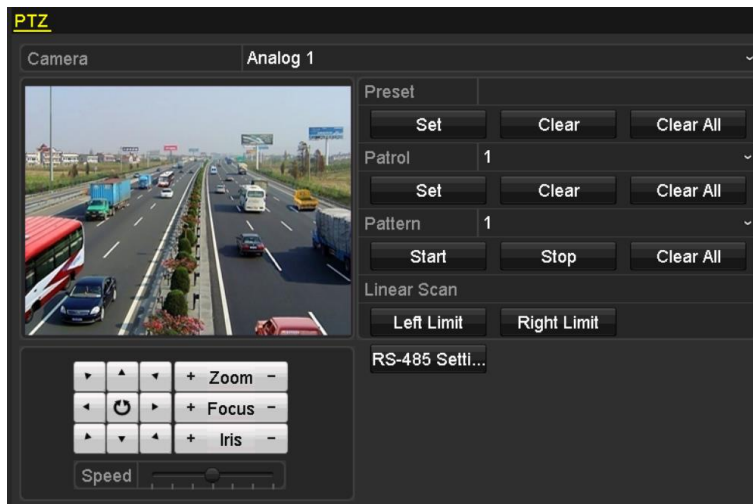 PTZ
Camera Analog 1
Preset
Set Clear Clear All
Patrol 1
Set Clear Clear All
Pattern 1
Start Stop Clear All
Linear Scan
Left Limit Right Limit
RS-485 Setti...
+ Zoom -
+ Focus -
+ Iris -
Speed